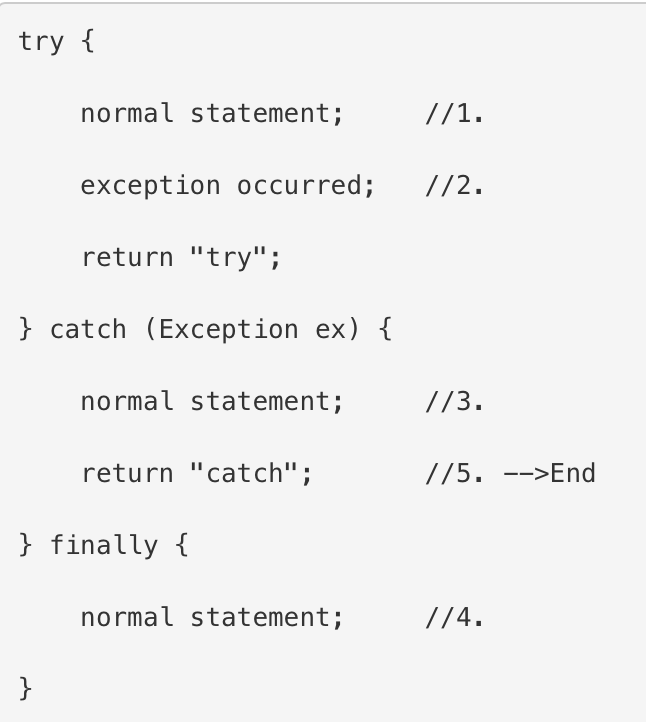 try {
    normal statement;     //1.
    exception occurred;   //2.
    return "try";
} catch (Exception ex) {
    normal statement;     //3.
    return "catch";       //5. -->End
} finally {
    normal statement;     //4.
}